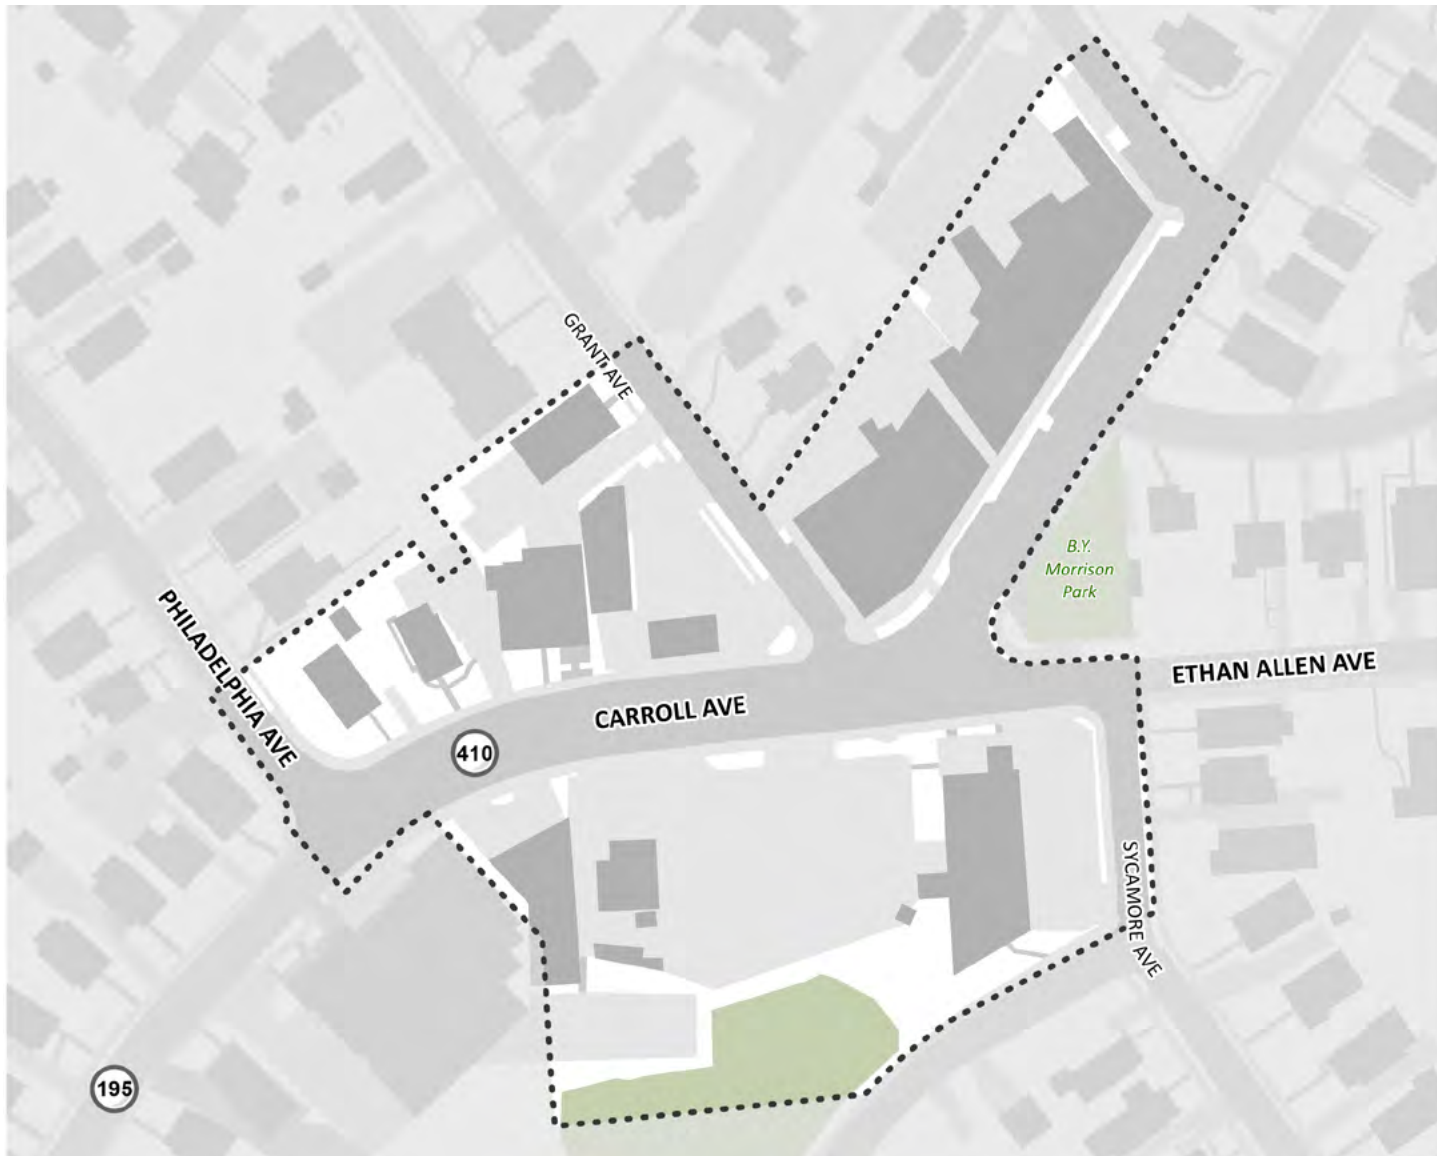 GRANT AVE
B.Y.
Morrison
Park
PHILADELPHIA AVE
ETHAN ALLEN AVE
CARROLL AVE
410
SYCAMORE AVE
195